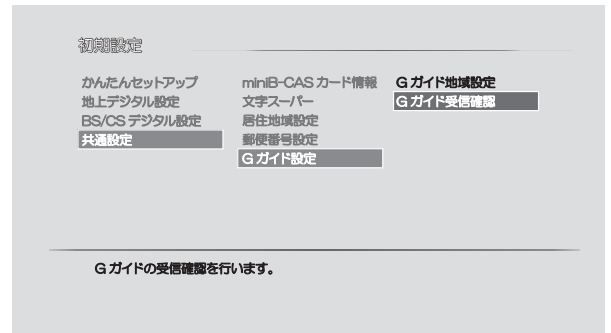 初期設定
かんたんセットアップ
地上デジタル設定
BS/CSデジタル設定
共通設定
miniB-CASカード情報
文字スーパー
居住地域設定
郵便番号設定
Gガイド設定
Gガイド地域設定
Gガイド受信確認
Gガイドの受信確認を行います。